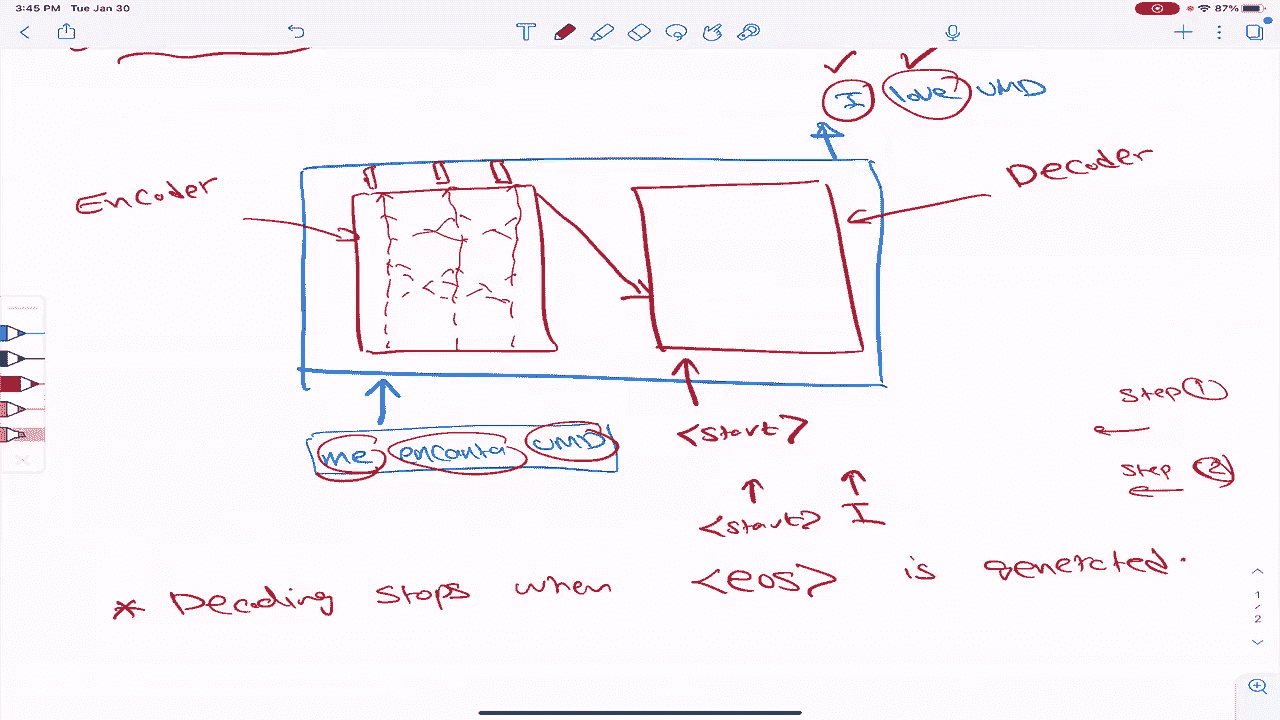 3:45 PM Tue Jan 30
87%
I love UMD
Encoder
Decoder
me encanta UMD
<start>
Step 1
Step 2
<start> I
* Decoding stops when <eos> is generated.
1
/
2